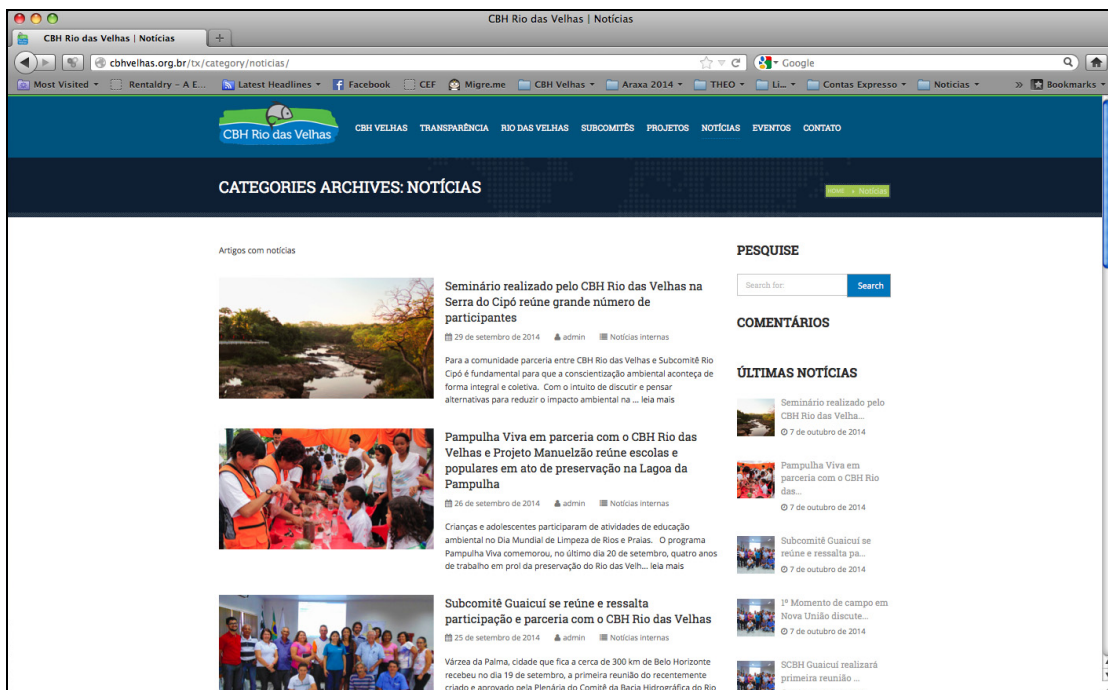 CBH Rio das Velhas | Notícias
CBH Rio das Velhas | Notícias
cbhvelhas.org.br/tx/category/noticias/
Google
Most Visited
Rentaldry – A E...
Latest Headlines
Facebook
CEF
Migre.me
CBH Velhas
Araxa 2014
THEO
Li...
Contas Expresso
Noticias
Bookmarks
CBH Rio das Velhas
CBH VELHAS TRANSPARÊNCIA RIO DAS VELHAS SUBCOMITÊS PROJETOS NOTÍCIAS EVENTOS CONTATO
CATEGORIES ARCHIVES: NOTÍCIAS
HOME » Notícias
Artigos com notícias
Seminário realizado pelo CBH Rio das Velhas na
Serra do Cipó reúne grande número de
participantes
29 de setembro de 2014 admin Notícias internas
Para a comunidade parceria entre CBH Rio das Velhas e Subcomitê Rio
Cipó é fundamental para que a conscientização ambiental aconteça de
forma integral e coletiva. Com o intuito de discutir e pensar
alternativas para reduzir o impacto ambiental na ... leia mais
Pampulha Viva em parceria com o CBH Rio das
Velhas e Projeto Manuelzão reúne escolas e
populares em ato de preservação na Lagoa da
Pampulha
26 de setembro de 2014 admin Notícias internas
Crianças e adolescentes participaram de atividades de educação
ambiental no Dia Mundial de Limpeza de Rios e Praias. O programa
Pampulha Viva comemorou, no último dia 20 de setembro, quatro anos
de trabalho em prol da preservação do Rio das Velh... leia mais
Subcomitê Guaicuí se reúne e ressalta
participação e parceria com o CBH Rio das Velhas
25 de setembro de 2014 admin Notícias internas
Várzea da Palma, cidade que fica a cerca de 300 km de Belo Horizonte
recebeu no dia 19 de setembro, a primeira reunião do recentemente
criado e aprovado pela Plenária do Comitê da Bacia Hidrográfica do Rio
PESQUISE
Search for:
Search
COMENTÁRIOS
ÚLTIMAS NOTÍCIAS
Seminário realizado pelo
CBH Rio das Velha...
7 de outubro de 2014
Pampulha Viva em
parceria com o CBH Rio
das...
7 de outubro de 2014
Subcomitê Guaicuí se
reúne e ressalta pa...
7 de outubro de 2014
1º Momento de campo em
Nova União discute...
7 de outubro de 2014
SCBH Guaicuí realizará
primeira reunião ...